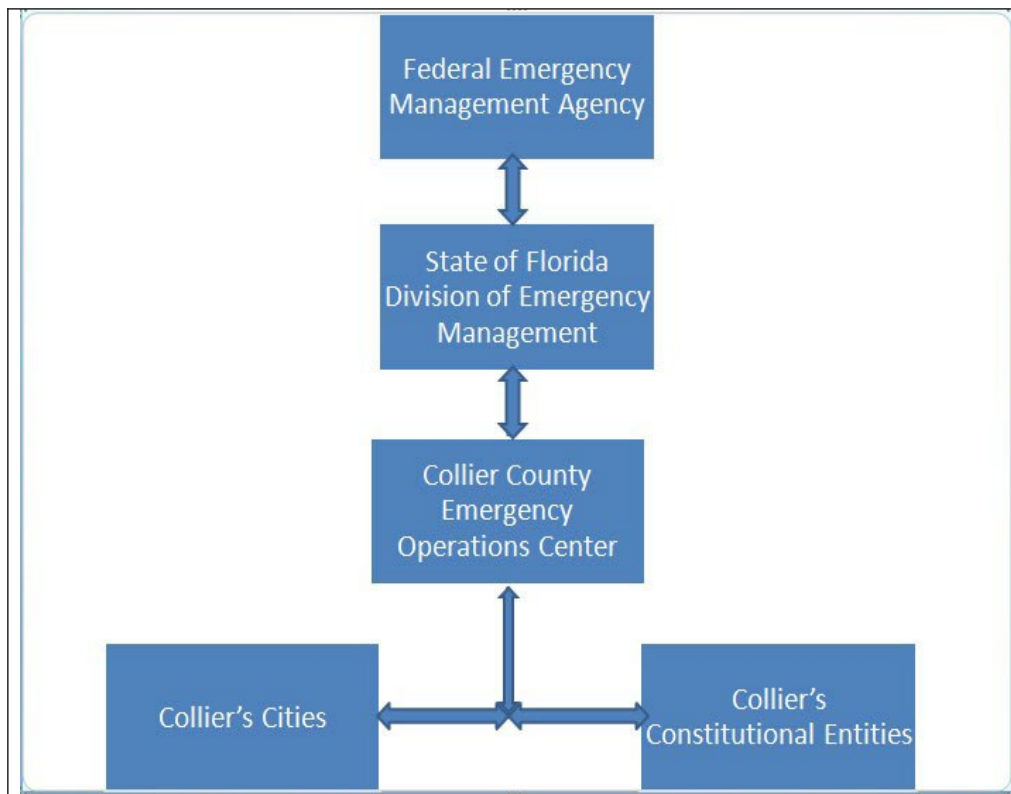 Federal Emergency
Management Agency
State of Florida
Division of Emergency
Management
Collier County
Emergency
Operations Center
Collier’s Cities
Collier’s
Constitutional Entities